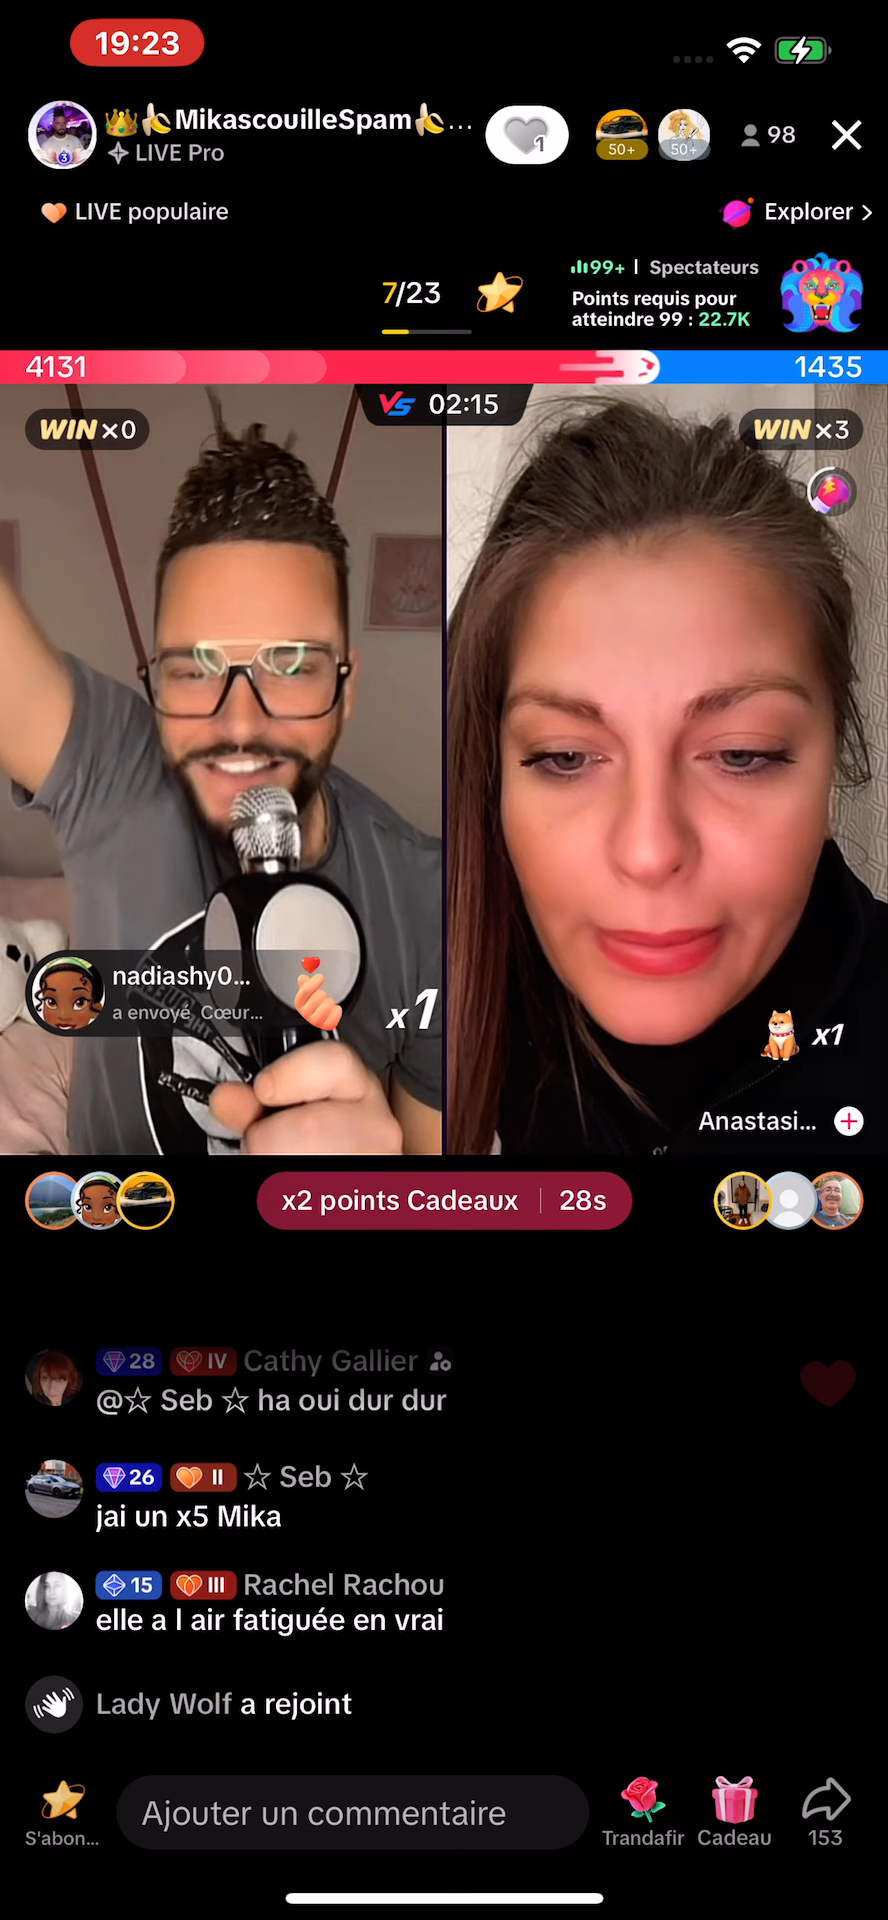 19:23
👑🍌MikascouilleSpam🍌...
LIVE Pro
1
50+
50+
98
LIVE populaire
Explorer >
7/23
99+ | Spectateurs
Points requis pour
atteindre 99 : 22.7K
4131
1435
VS 02:15
WIN x0
WIN x3
nadiashy0...
a envoyé Cœur...
x1
x1
Anastasi...
x2 points Cadeaux | 28s
28 IV Cathy Gallier
@☆ Seb ☆ ha oui dur dur
26 II ☆ Seb ☆
jai un x5 Mika
15 III Rachel Rachou
elle a l air fatiguée en vrai
Lady Wolf a rejoint
S'abon...
Ajouter un commentaire
Trandafir
Cadeau
153